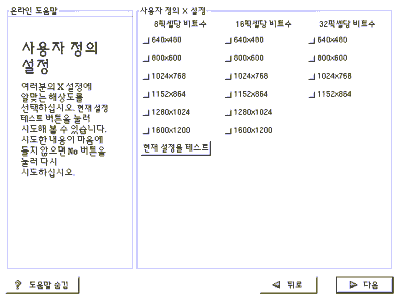 온라인 도움말
사용자 정의 X 설정
사용자 정의
설정
여러분의 X 설정에
알맞는 해상도를
선택하십시오. 현재 설정
테스트 버튼을 눌러
시도해 볼 수 있습니다.
시도한 내용이 마음에
들지 않으면 No 버튼을
눌러 다시
시도하십시오.
8픽셀당 비트수 16픽셀당 비트수 32픽셀당 비트수
640x480 640x480 640x480
800x600 800x600 800x600
1024x768 1024x768 1024x768
1152x864 1152x864 1152x864
1280x1024 1280x1024
1600x1200 1600x1200
현재 설정을 테스트
? 도움말 숨김 뒤로 다음